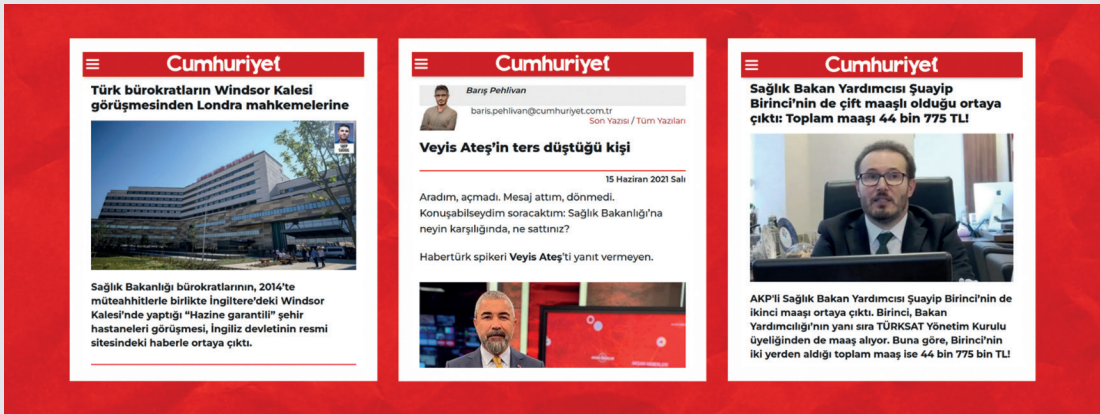 Cumhuriyet
Türk bürokratların Windsor Kalesi
görüşmesinden Londra mahkemelerine
Sağlık Bakanlığı bürokratlarının, 2014’te
müteahhitlerle birlikte İngiltere’deki Windsor
Kalesi’nde yaptığı “Hazine garantili” şehir
hastaneleri görüşmesi, İngiliz devletinin resmi
sitesindeki haberle ortaya çıktı.
Cumhuriyet
Barış Pehlivan
baris.pehlivan@cumhuriyet.com.tr
Son Yazısı / Tüm Yazıları
Veyis Ateş’in ters düştüğü kişi
15 Haziran 2021 Salı
Aradım, açmadı. Mesaj attım, dönmedi.
Konuşabilseydim soracaktım: Sağlık Bakanlığı’na
neyin karşılığında, ne sattınız?
Habertürk spikeri Veyis Ateş’ti yanıt vermeyen.
Cumhuriyet
Sağlık Bakan Yardımcısı Şuayip
Birinci’nin de çift maaşlı olduğu ortaya
çıktı: Toplam maaşı 44 bin 775 TL!
AKP'li Sağlık Bakan Yardımcısı Şuayip Birinci’nin de
ikinci maaşı ortaya çıktı. Birinci, Bakan
Yardımcılığı’nın yanı sıra TÜRKSAT Yönetim Kurulu
üyeliğinden de maaş alıyor. Buna göre, Birinci’nin
iki yerden aldığı toplam maaş ise 44 bin 775 bin TL!